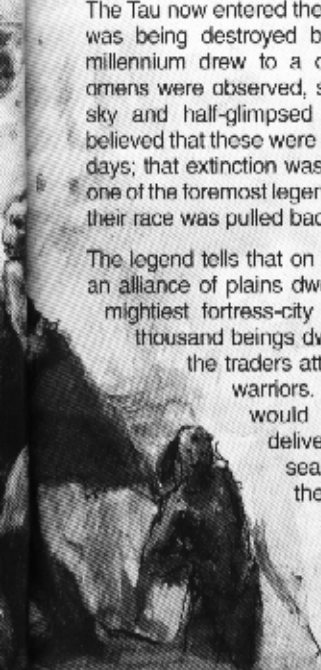 The Tau now entered the
was being destroyed b
millennium drew to a c
omens were observed, s
sky and half-glimpsed
believed that these were
days; that extinction was
one of the foremost leger
their race was pulled bac
The legend tells that on
an alliance of plains dwe
mightiest fortress-city
thousand beings dw
the traders att
warriors.
would
delive
sea
the